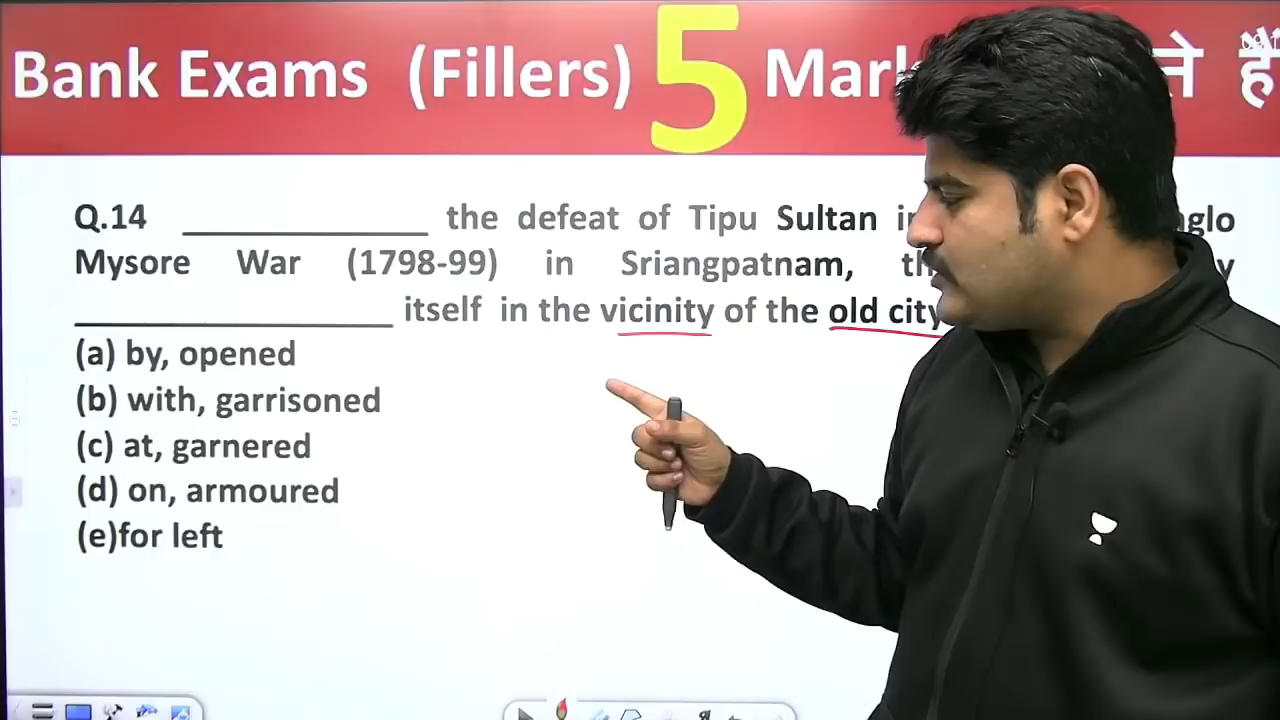 Bank Exams (Fillers) 5 Mark ते हैं
Q.14 ______________ the defeat of Tipu Sultan
Mysore War (1798-99) in Sriangpatnam,
__________________ itself in the vicinity of the old city
(a) by, opened
(b) with, garrisoned
(c) at, garnered
(d) on, armoured
(e)for left